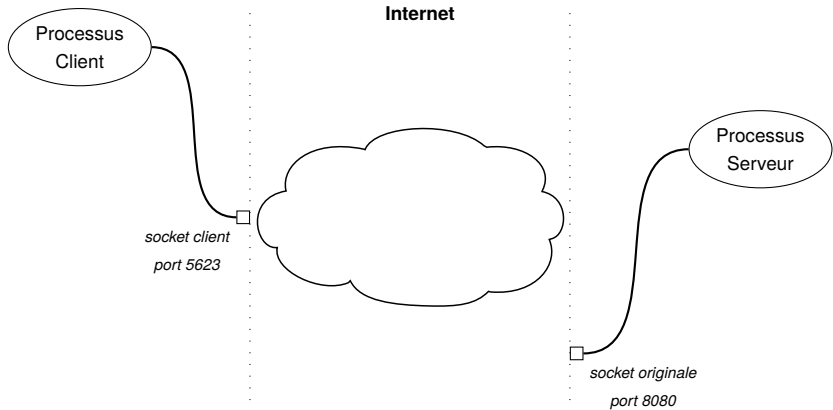 Internet
Processus
Client
Processus
Serveur
socket client
port 5623
socket originale
port 8080